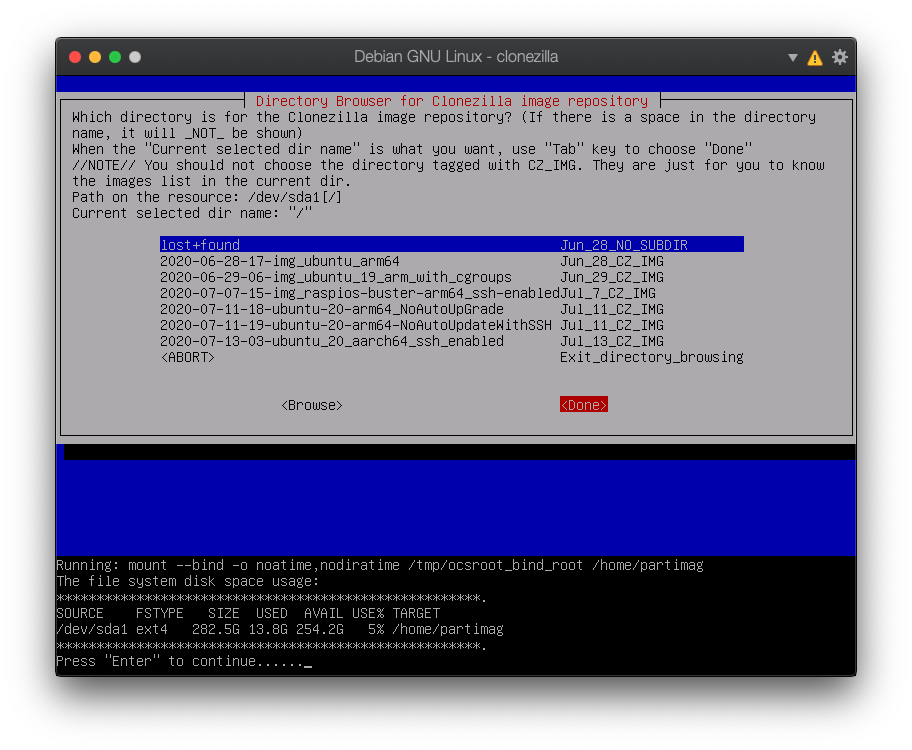 Debian GNU Linux - clonezilla
Directory Browser for Clonezilla image repository
Which directory is for the Clonezilla image repository? (If there is a space in the directory
name, it will _NOT_ be shown)
When the "Current selected dir name" is what you want, use "Tab" key to choose "Done"
//NOTE// You should not choose the directory tagged with CZ_IMG. They are just for you to know
the images list in the current dir.
Path on the resource: /dev/sda1[/]
Current selected dir name: "/"
lost+found Jun_28_NO_SUBDIR
2020-06-28-17-img_ubuntu_arm64 Jun_28_CZ_IMG
2020-06-29-06-img_ubuntu_19_arm_with_cgroups Jun_29_CZ_IMG
2020-07-07-15-img_raspios-buster-arm64_ssh-enabledJul_7_CZ_IMG
2020-07-11-18-ubuntu-20-arm64_NoAutoUpGrade Jul_11_CZ_IMG
2020-07-11-19-ubuntu-20-arm64-NoAutoUpdateWithSSH Jul_11_CZ_IMG
2020-07-13-03-ubuntu_20_aarch64_ssh_enabled Jul_13_CZ_IMG
<ABORT> Exit_directory_browsing
<Browse> <Done>
Running: mount --bind -o noatime,nodiratime /tmp/ocsroot_bind_root /home/partimag
The file system disk space usage:
*****************************************************.
SOURCE FSTYPE SIZE USED AVAIL USE% TARGET
/dev/sda1 ext4 282.5G 13.8G 254.2G 5% /home/partimag
*****************************************************.
Press "Enter" to continue......_